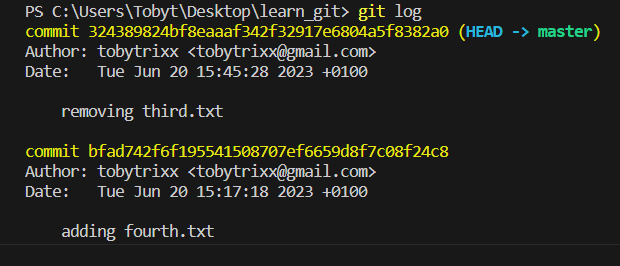 PS C:\Users\Tobyt\Desktop\learn_git> git log
commit 324389824bf8eaaaf342f32917e6804a5f8382a0 (HEAD -> master)
Author: tobytrixx <tobytrixx@gmail.com>
Date:   Tue Jun 20 15:45:28 2023 +0100
removing third.txt
commit bfad742f6f195541508707ef6659d8f7c08f24c8
Author: tobytrixx <tobytrixx@gmail.com>
Date:   Tue Jun 20 15:17:18 2023 +0100
adding fourth.txt